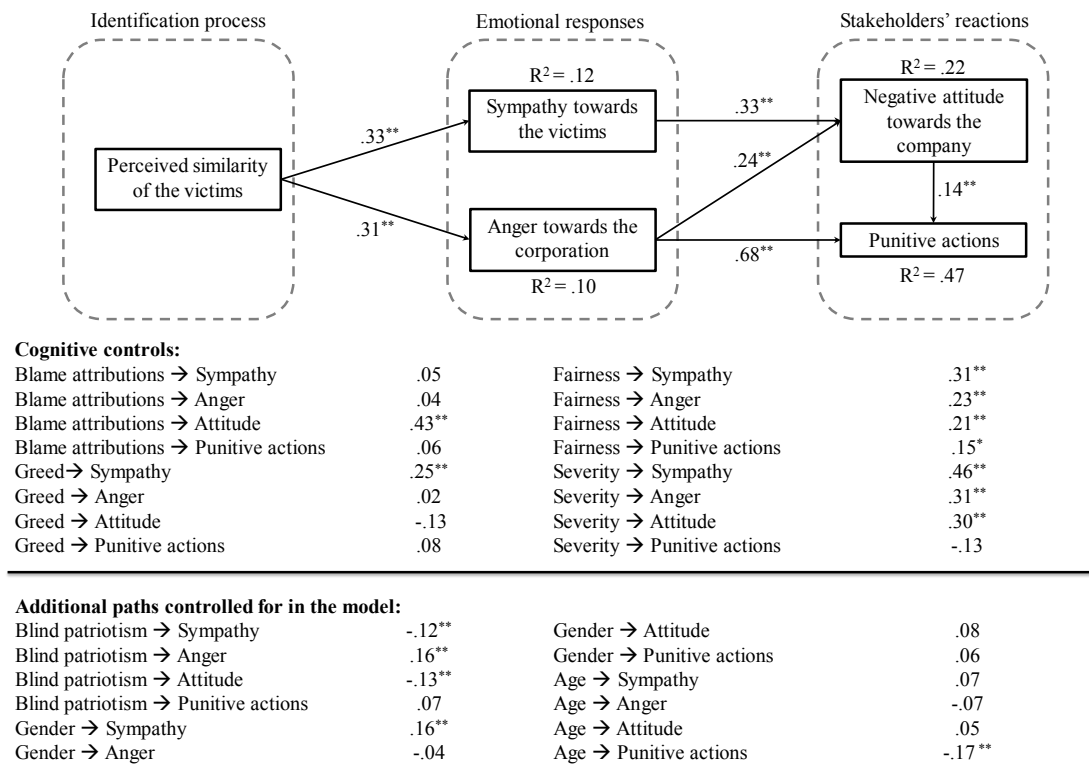 Identification process
Emotional responses
Stakeholders’ reactions
R² = .12
Sympathy towards
the victims
R² = .22
Negative attitude
towards the
company
.33**
.33**
Perceived similarity
of the victims
.24**
.14**
.31**
Anger towards the
corporation
.68**
Punitive actions
R² = .10
R² = .47
Cognitive controls:
Blame attributions → Sympathy .05 Fairness → Sympathy .31**
Blame attributions → Anger .04 Fairness → Anger .23**
Blame attributions → Attitude .43** Fairness → Attitude .21**
Blame attributions → Punitive actions .06 Fairness → Punitive actions .15*
Greed→ Sympathy .25** Severity → Sympathy .46**
Greed → Anger .02 Severity → Anger .31**
Greed → Attitude -.13 Severity → Attitude .30**
Greed → Punitive actions .08 Severity → Punitive actions -.13
Additional paths controlled for in the model:
Blind patriotism → Sympathy -.12** Gender → Attitude .08
Blind patriotism → Anger .16** Gender → Punitive actions .06
Blind patriotism → Attitude -.13** Age → Sympathy .07
Blind patriotism → Punitive actions .07 Age → Anger -.07
Gender → Sympathy .16** Age → Attitude .05
Gender → Anger -.04 Age → Punitive actions -.17 **